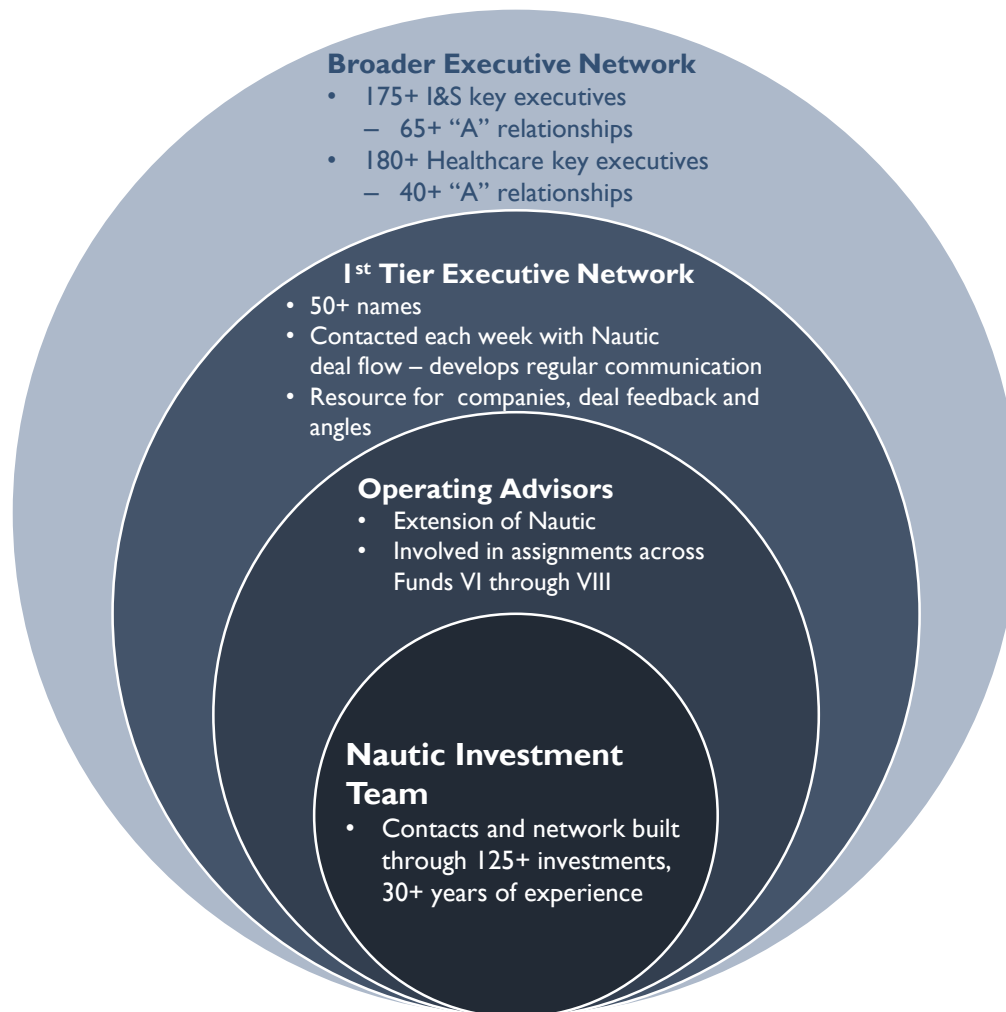 Broader Executive Network
• 175+ I&S key executives
– 65+ “A” relationships
• 180+ Healthcare key executives
– 40+ “A” relationships
1st Tier Executive Network
• 50+ names
• Contacted each week with Nautic
deal flow – develops regular communication
• Resource for companies, deal feedback and
angles
Operating Advisors
• Extension of Nautic
• Involved in assignments across
Funds VI through VIII
Nautic Investment
Team
• Contacts and network built
through 125+ investments,
30+ years of experience